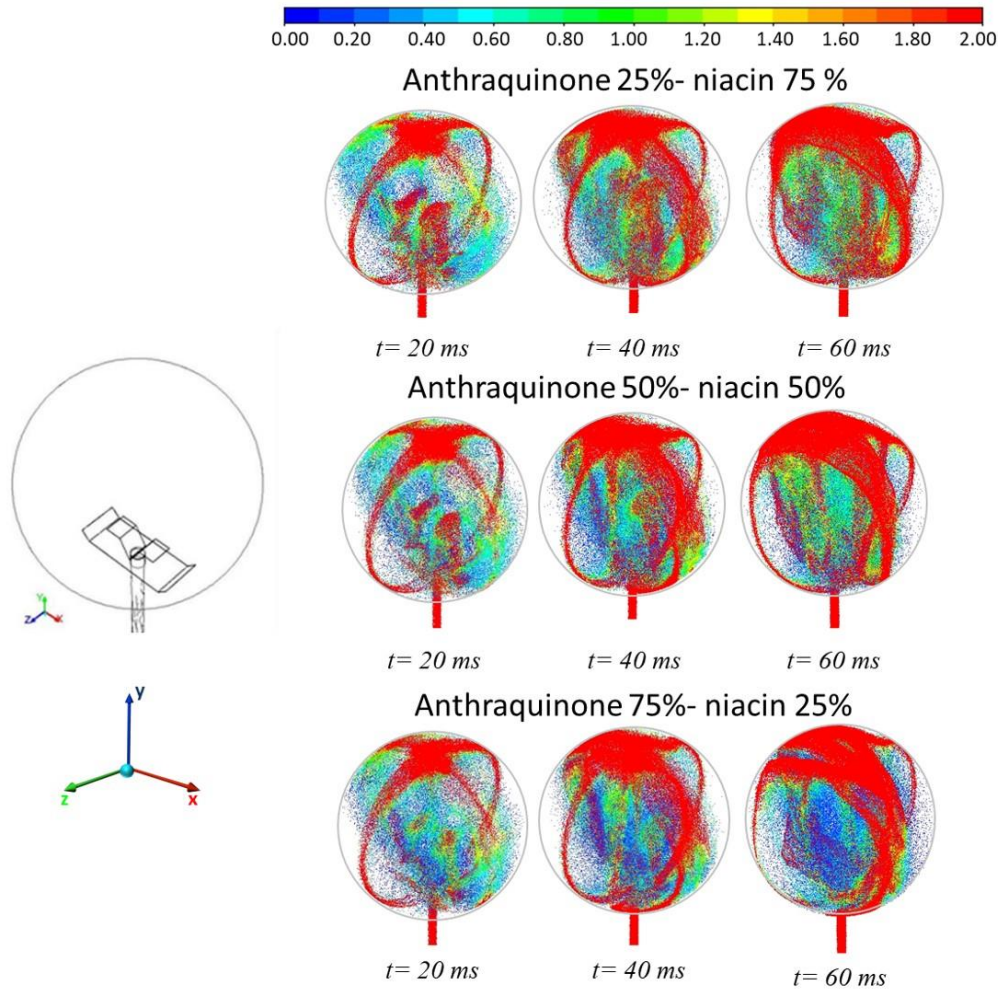 0.00 0.20 0.40 0.60 0.80 1.00 1.20 1.40 1.60 1.80 2.00
Anthraquinone 25%- niacin 75 %
t= 20 ms t= 40 ms t= 60 ms
Anthraquinone 50%- niacin 50%
t= 20 ms t= 40 ms t= 60 ms
Anthraquinone 75%- niacin 25%
t= 20 ms t= 40 ms t= 60 ms
Y
Z X
y
z x